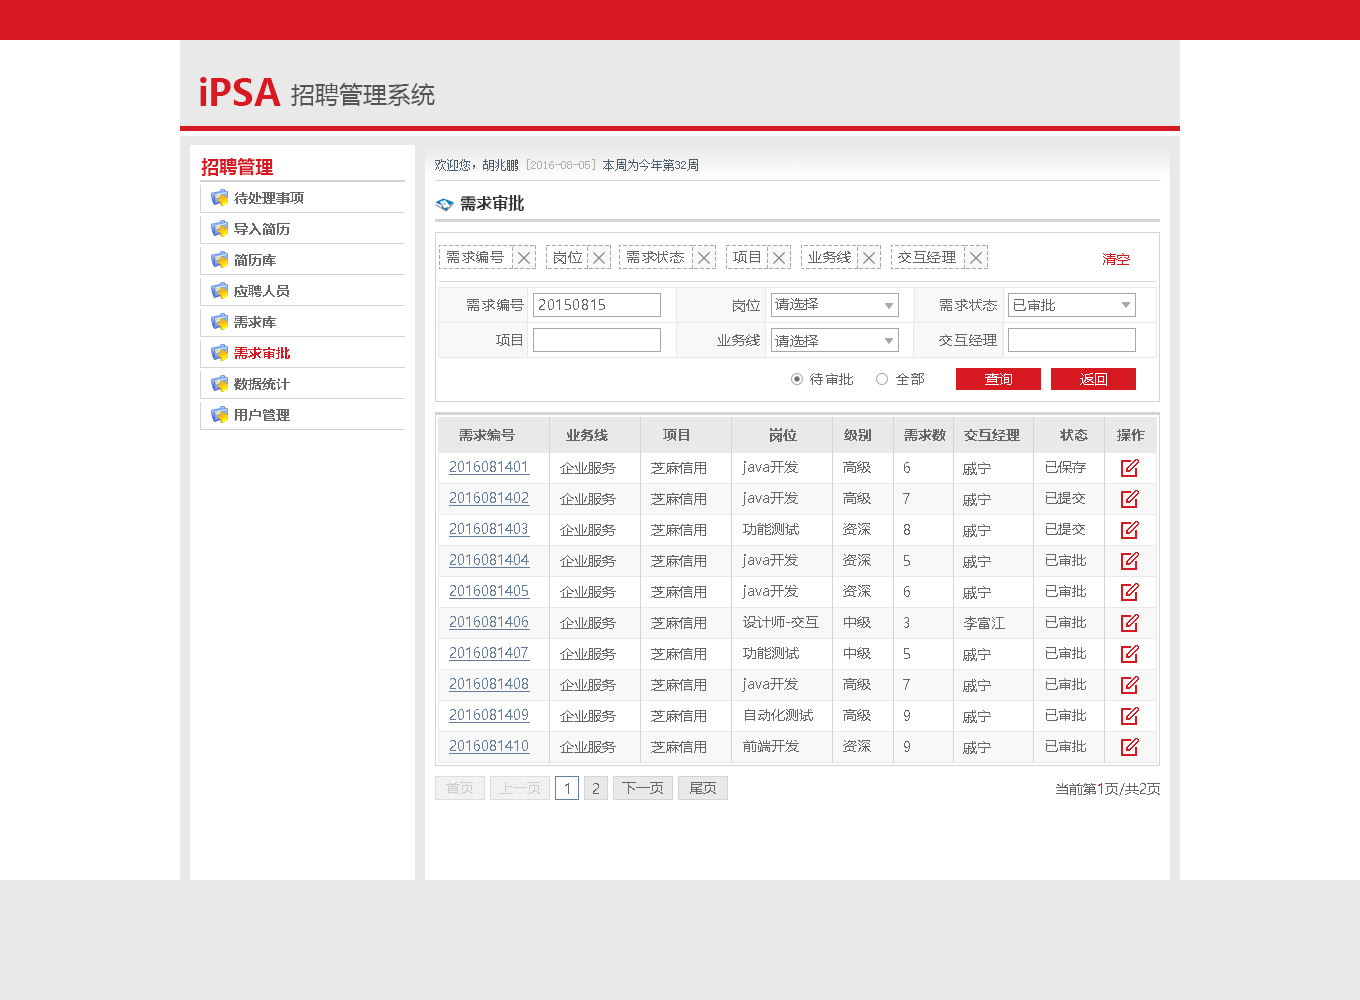 iPSA 招聘管理系统
招聘管理
待处理事项
导入简历
简历库
应聘人员
需求库
需求审批
数据统计
用户管理
欢迎您，胡兆鹏 [2016-08-05] 本周为今年第32周
需求审批
需求编号 岗位 需求状态 项目 业务线 交互经理 清空
需求编号 20150815 岗位 请选择 需求状态 已审批
项目 业务线 请选择 交互经理
待审批 全部 查询 返回
需求编号 业务线 项目 岗位 级别 需求数 交互经理 状态 操作
2016081401 企业服务 芝麻信用 java开发 高级 6 戚宁 已保存
2016081402 企业服务 芝麻信用 java开发 高级 7 戚宁 已提交
2016081403 企业服务 芝麻信用 功能测试 资深 8 戚宁 已提交
2016081404 企业服务 芝麻信用 java开发 资深 5 戚宁 已审批
2016081405 企业服务 芝麻信用 java开发 资深 6 戚宁 已审批
2016081406 企业服务 芝麻信用 设计师-交互 中级 3 李富江 已审批
2016081407 企业服务 芝麻信用 功能测试 中级 5 戚宁 已审批
2016081408 企业服务 芝麻信用 java开发 高级 7 戚宁 已审批
2016081409 企业服务 芝麻信用 自动化测试 高级 9 戚宁 已审批
2016081410 企业服务 芝麻信用 前端开发 资深 9 戚宁 已审批
首页 上一页 1 2 下一页 尾页 当前第1页/共2页